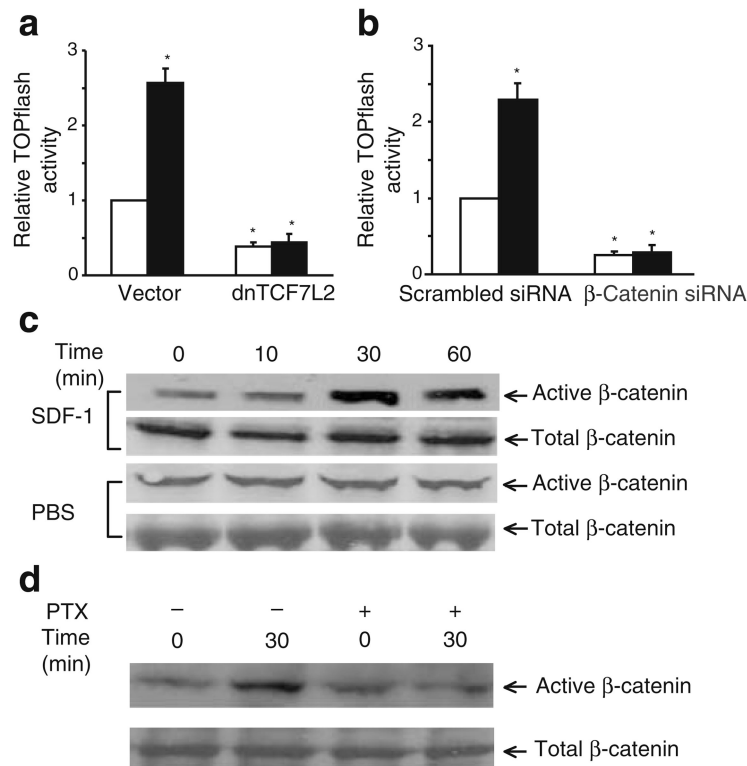 a
Relative TOPflash
activity
3
2
1
0
*
*
*
Vector
dnTCF7L2
b
Relative TOPflash
activity
3
2
1
0
*
*
*
Scrambled siRNA
β-Catenin siRNA
c
Time
(min)
0 10 30 60
SDF-1
Active β-catenin
Total β-catenin
PBS
Active β-catenin
Total β-catenin
d
PTX − − + +
Time
(min)
0 30 0 30
Active β-catenin
Total β-catenin